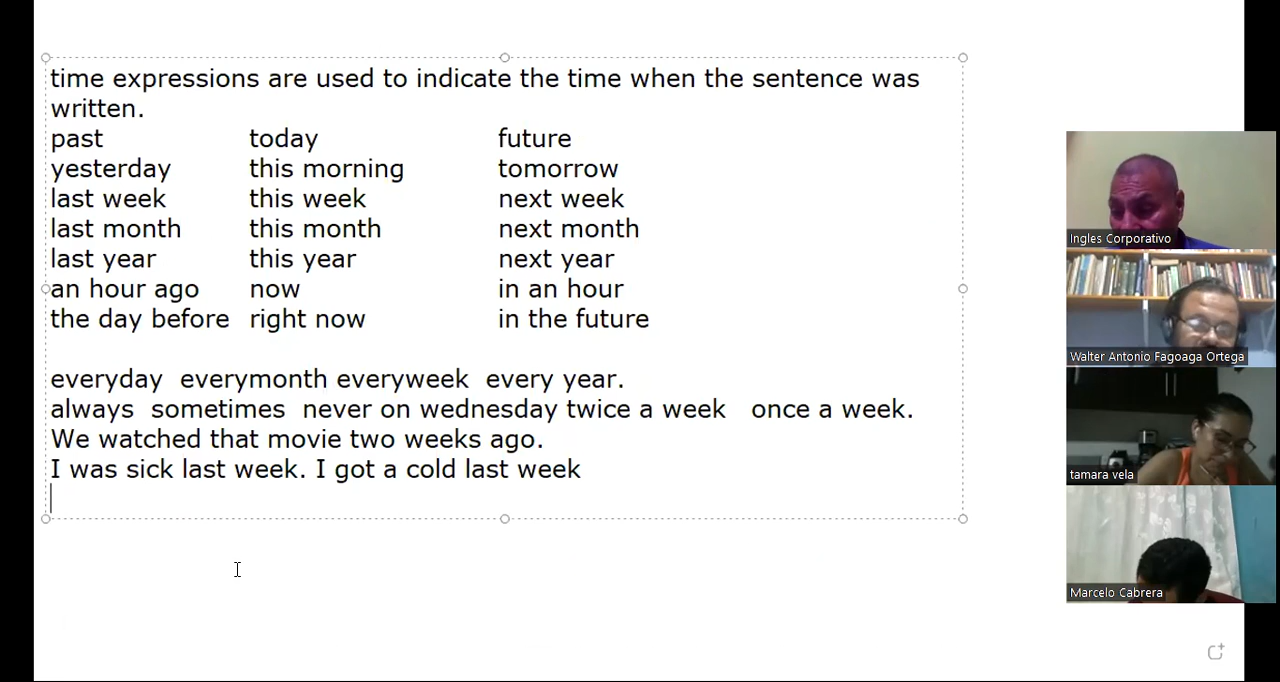 time expressions are used to indicate the time when the sentence was
written.
past today future
yesterday this morning tomorrow
last week this week next week
last month this month next month
last year this year next year
an hour ago now in an hour
the day before right now in the future
everyday everymonth everyweek every year.
always sometimes never on wednesday twice a week once a week.
We watched that movie two weeks ago.
I was sick last week. I got a cold last week
Ingles Corporativo
Walter Antonio Fagoaga Ortega
tamara vela
Marcelo Cabrera